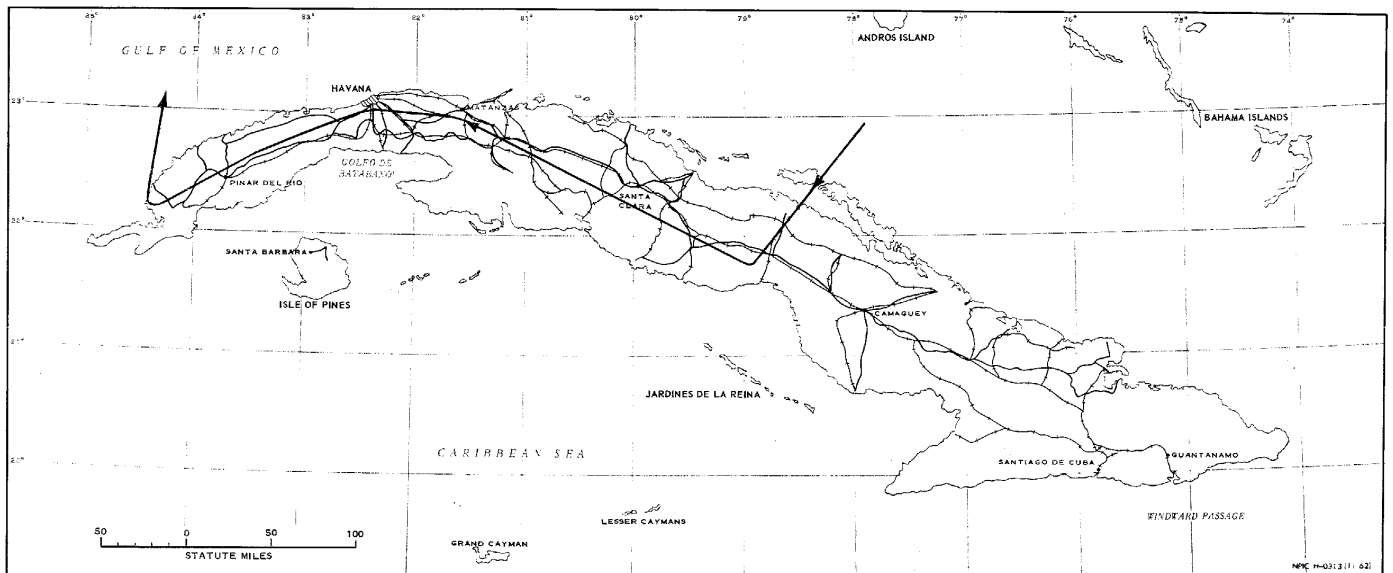 85° 84° 83° 82° 81° 80° 79° 78° 77° 76° 75° 74°
GULF OF MEXICO
ANDROS ISLAND
HAVANA
23°
MATANZAS
BAHAMA ISLANDS
GOLFO DE
BATABANO
PINAR DEL RIO
SANTA
CLARA
22°
SANTA BARBARA
ISLE OF PINES
CAMAGUEY
21°
JARDINES DE LA REINA
CARIBBEAN SEA
20°
SANTIAGO DE CUBA
GUANTANAMO
LESSER CAYMANS
WINDWARD PASSAGE
50 0 50 100
STATUTE MILES
GRAND CAYMAN